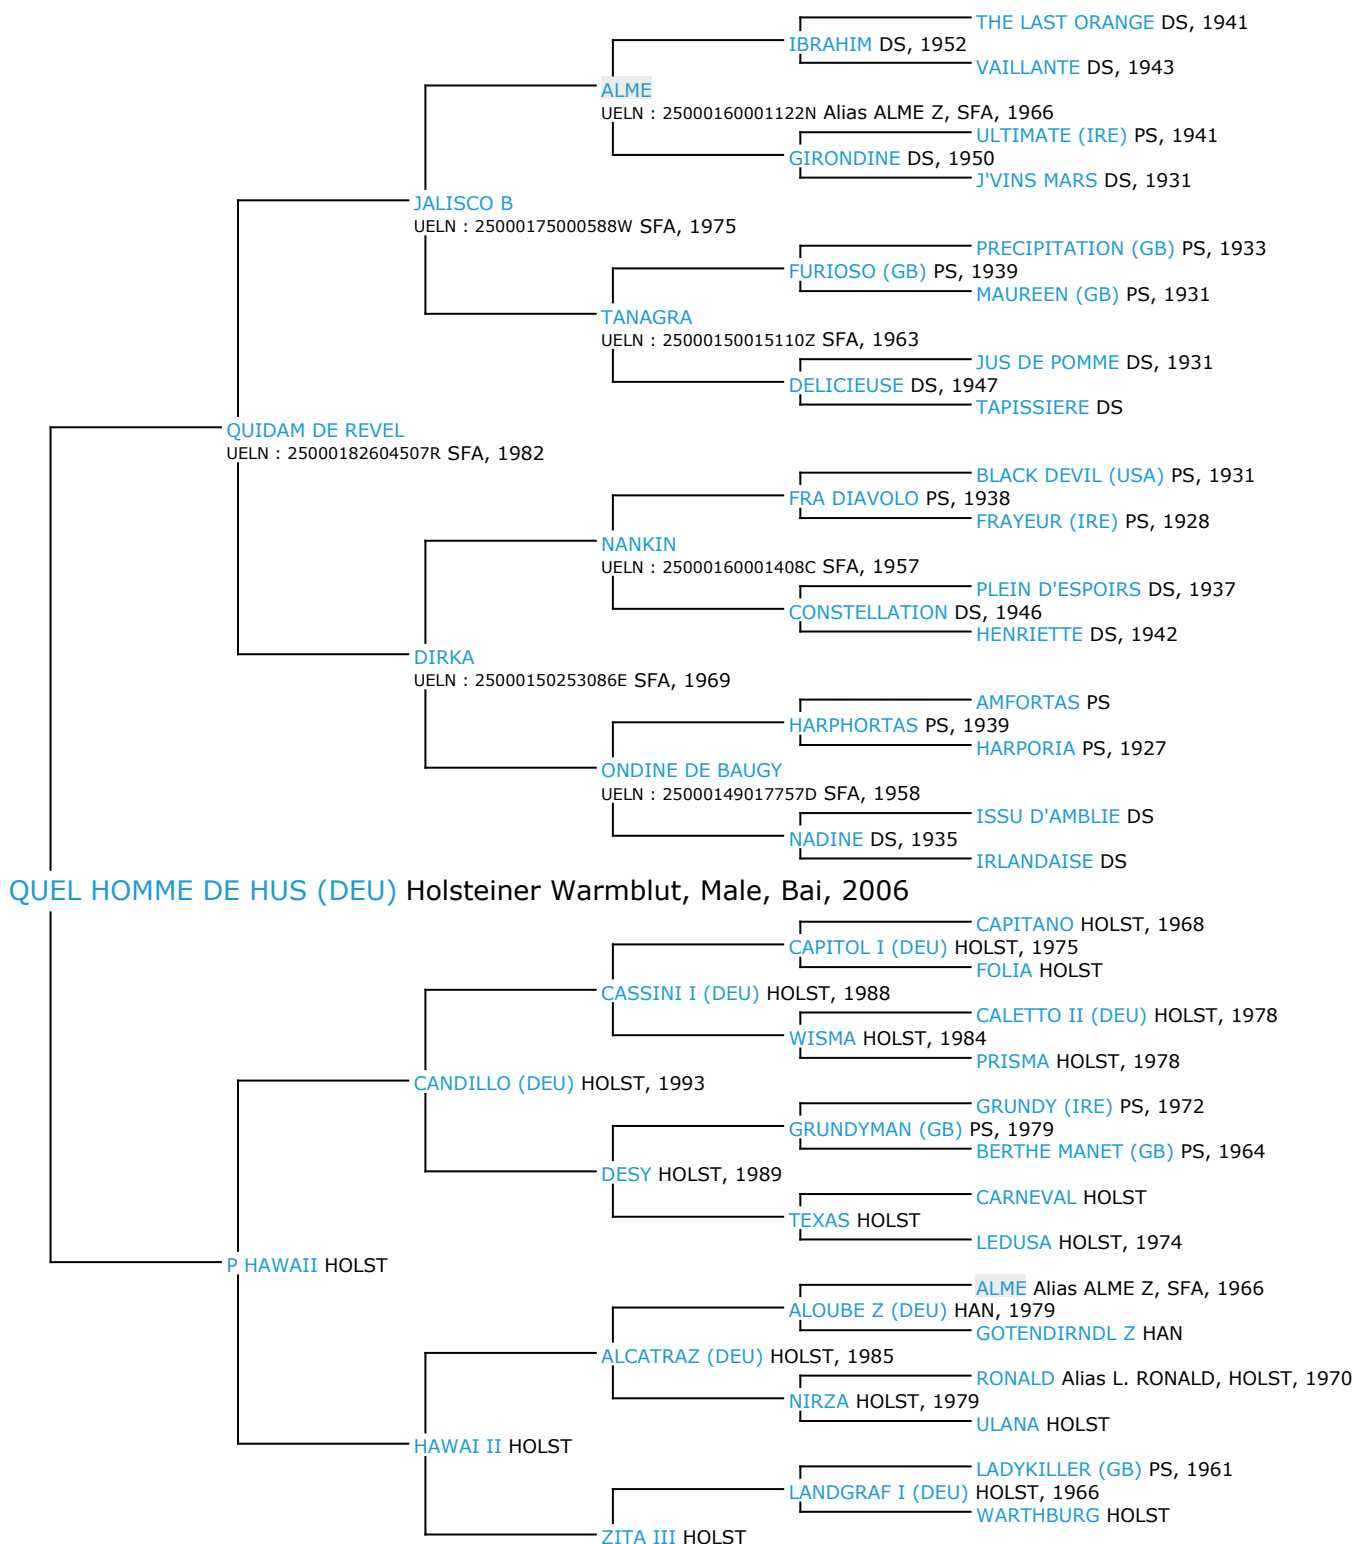 THE LAST ORANGE DS, 1941
IBRAHIM DS, 1952
VAILLANTE DS, 1943
ALME
UELN : 25000160001122N Alias ALME Z, SFA, 1966
ULTIMATE (IRE) PS, 1941
GIRONDINE DS, 1950
J'VINS MARS DS, 1931
JALISCO B
UELN : 25000175000588W SFA, 1975
PRECIPITATION (GB) PS, 1933
FURIOSO (GB) PS, 1939
MAUREEN (GB) PS, 1931
TANAGRA
UELN : 25000150015110Z SFA, 1963
JUS DE POMME DS, 1931
DELICIEUSE DS, 1947
TAPISSIERE DS
QUIDAM DE REVEL
UELN : 25000182604507R SFA, 1982
BLACK DEVIL (USA) PS, 1931
FRA DIAVOLO PS, 1938
FRAYEUR (IRE) PS, 1928
NANKIN
UELN : 25000160001408C SFA, 1957
PLEIN D'ESPOIRS DS, 1937
CONSTELLATION DS, 1946
HENRIETTE DS, 1942
DIRKA
UELN : 25000150253086E SFA, 1969
AMFORTAS PS
HARPHORTAS PS, 1939
HARPORIA PS, 1927
ONDINE DE BAUGY
UELN : 25000149017757D SFA, 1958
ISSU D'AMBLIE DS
NADINE DS, 1935
IRLANDAISE DS
QUEL HOMME DE HUS (DEU) Holsteiner Warmblut, Male, Bai, 2006
CAPITANO HOLST, 1968
CAPITOL I (DEU) HOLST, 1975
FOLIA HOLST
CASSINI I (DEU) HOLST, 1988
CALETTO II (DEU) HOLST, 1978
WISMA HOLST, 1984
PRISMA HOLST, 1978
CANDILLO (DEU) HOLST, 1993
GRUNDY (IRE) PS, 1972
GRUNDYMAN (GB) PS, 1979
BERTHE MANET (GB) PS, 1964
DESY HOLST, 1989
CARNEVAL HOLST
TEXAS HOLST
LEDUSA HOLST, 1974
P HAWAII HOLST
ALME Alias ALME Z, SFA, 1966
ALOUBE Z (DEU) HAN, 1979
GOTENDIRNDL Z HAN
ALCATRAZ (DEU) HOLST, 1985
RONALD Alias L. RONALD, HOLST, 1970
NIRZA HOLST, 1979
ULANA HOLST
HAWAI II HOLST
LADYKILLER (GB) PS, 1961
LANDGRAF I (DEU) HOLST, 1966
WARTHBURG HOLST
ZITA III HOLST